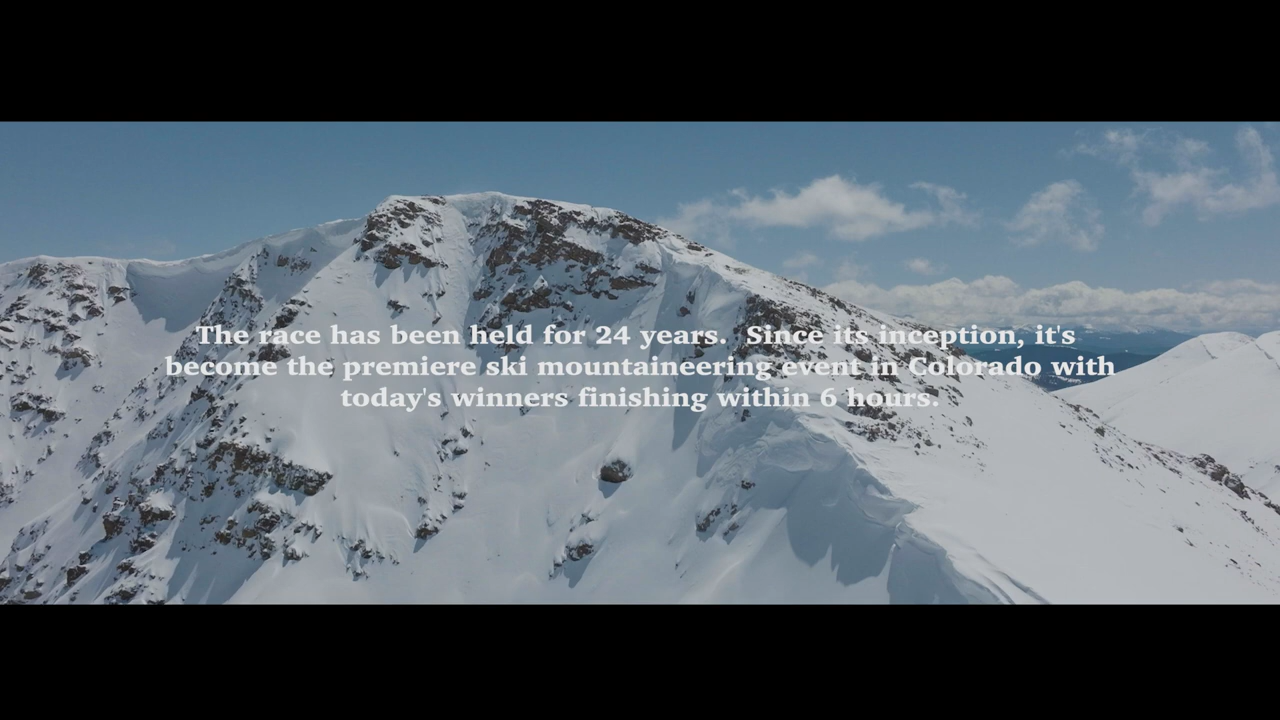 The race has been held for 24 years.  Since its inception, it's
become the premiere ski mountaineering event in Colorado with
today's winners finishing within 6 hours.